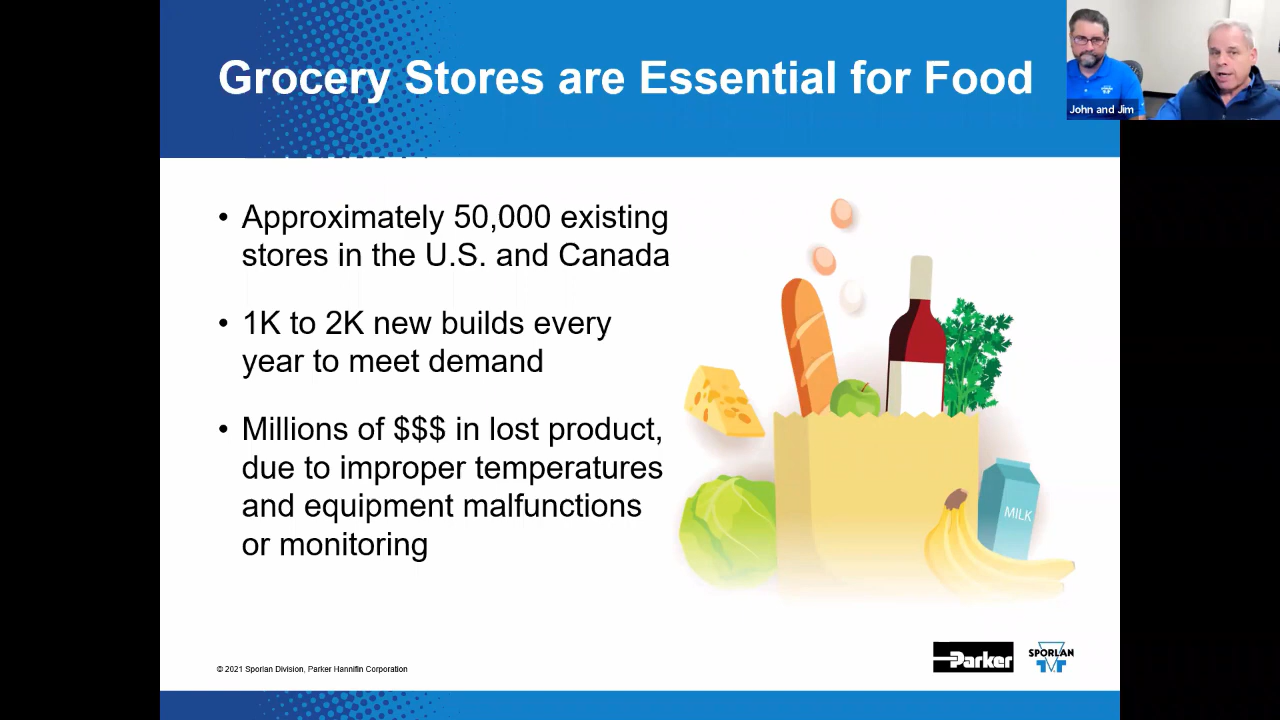 Grocery Stores are Essential for Food
John and Jim
• Approximately 50,000 existing
stores in the U.S. and Canada
• 1K to 2K new builds every
year to meet demand
• Millions of $$$ in lost product,
due to improper temperatures
and equipment malfunctions
or monitoring
MILK
© 2021 Sporlan Division, Parker Hannifin Corporation
Parker
SPORLAN